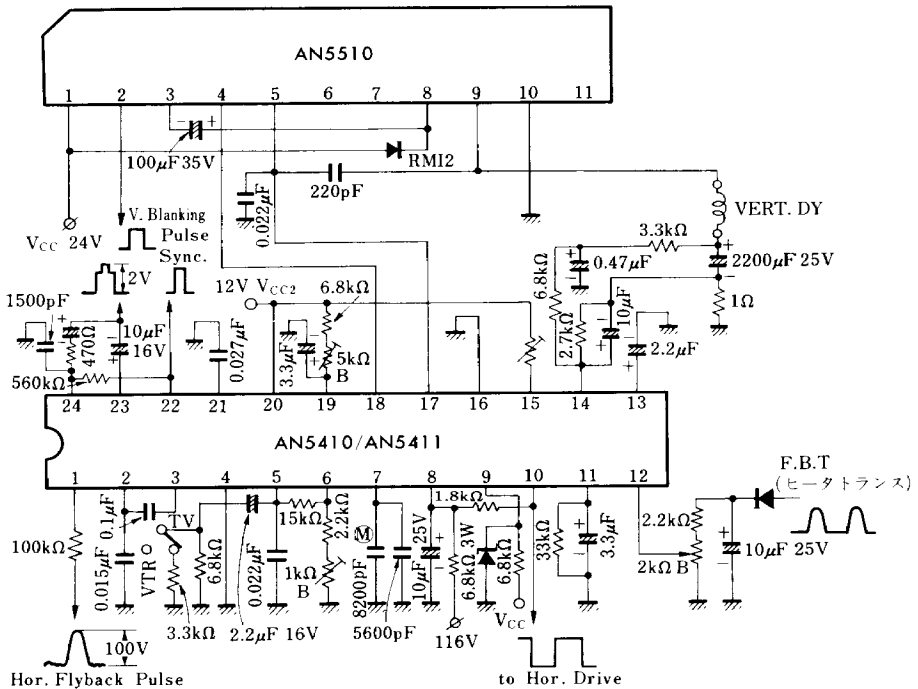 AN5510
1 2 3 4 5 6 7 8 9 10 11
100µF35V
RMI2
220pF
0.022µF
VCC 24V
V. Blanking
Pulse
Sync.
2V
VERT. DY
3.3kΩ
2200µF 25V
0.47µF
6.8kΩ
10µF
1Ω
12V VCC2
6.8kΩ
1500pF
470Ω
10µF
16V
0.027µF
3.3µF
5kΩ
B
2.7kΩ
2.2µF
560kΩ
24 23 22 21 20 19 18 17 16 15 14 13
AN5410/AN5411
1 2 3 4 5 6 7 8 9 10 11 12
F.B.T
(ヒータトランス)
0.1µF
TV
15kΩ
2.2kΩ
M
25V
1.8kΩ
100kΩ
0.015µF
VTR
6.8kΩ
0.022µF
1kΩ
B
8200pF
10µF
6.8kΩ 3W
6.8kΩ
33kΩ
3.3µF
2.2kΩ
2kΩ B
10µF 25V
3.3kΩ
2.2µF 16V
5600pF
116V
VCC
100V
Hor. Flyback Pulse
to Hor. Drive